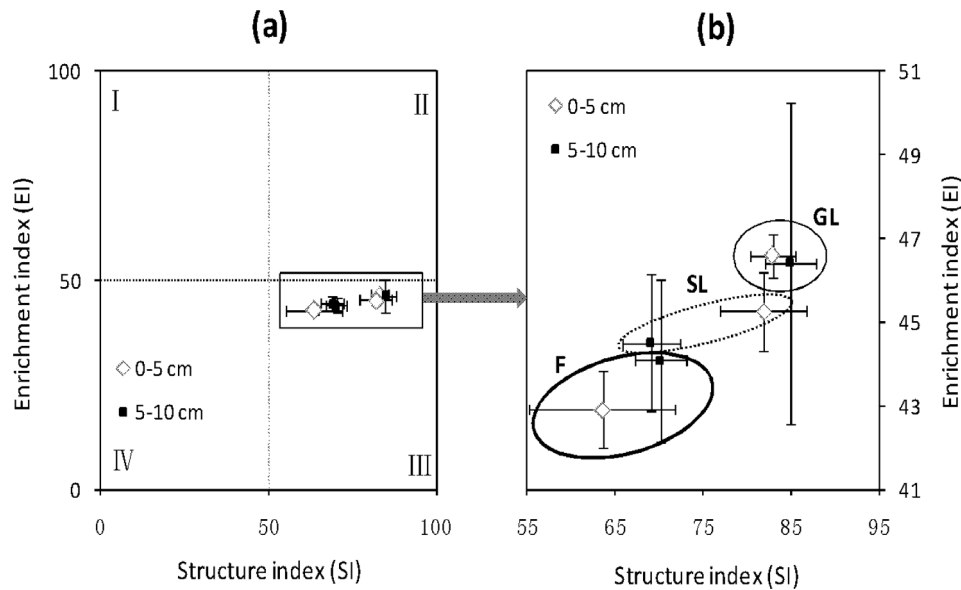 (a)
(b)
100
I
II
0-5 cm
5-10 cm
50
0-5 cm
5-10 cm
IV
III
0
Enrichment index (EI)
0
50
100
Structure index (SI)
51
49
47
45
43
41
GL
SL
F
Enrichment index (EI)
55
65
75
85
95
Structure index (SI)